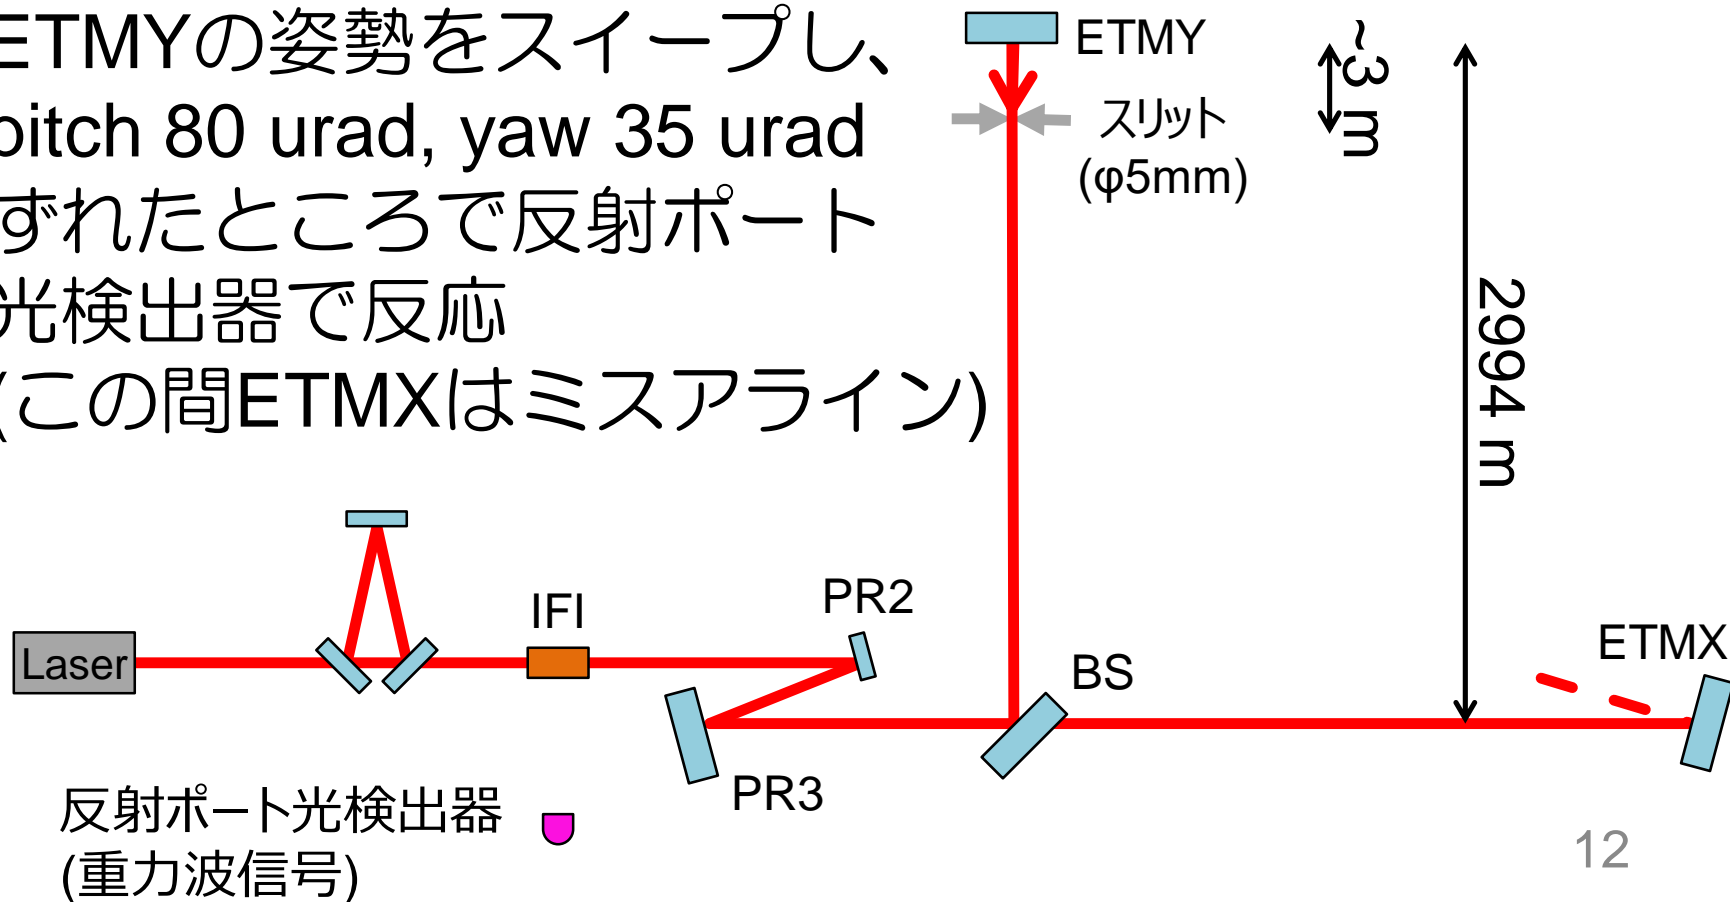 ETMYの姿勢をスイープし、
pitch 80 urad, yaw 35 urad
ずれたところで反射ポート
光検出器で反応
(この間ETMXはミスアライン)
ETMY
スリット
(φ5mm)
~3 m
2994 m
Laser
IFI
PR2
PR3
BS
ETMX
反射ポート光検出器
(重力波信号)
12